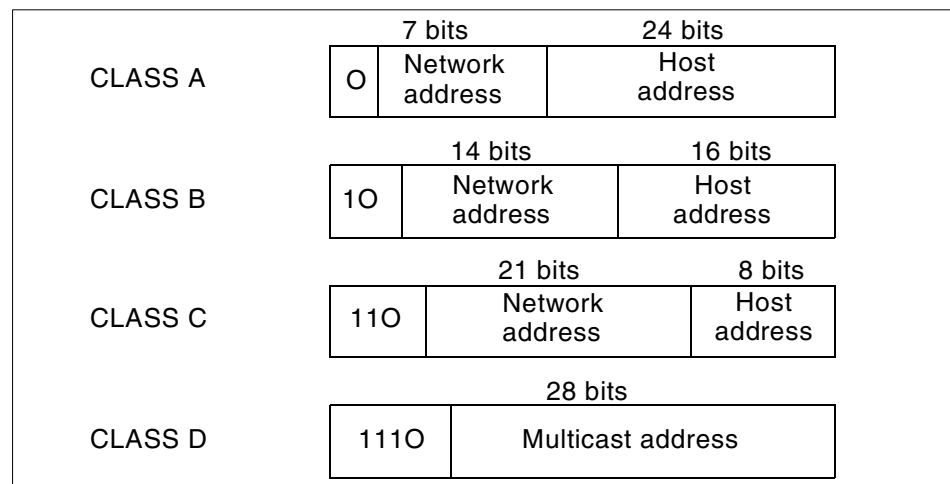 7 bits 24 bits
CLASS A O Network address Host address
14 bits 16 bits
CLASS B 1O Network address Host address
21 bits 8 bits
CLASS C 11O Network address Host address
28 bits
CLASS D 111O Multicast address